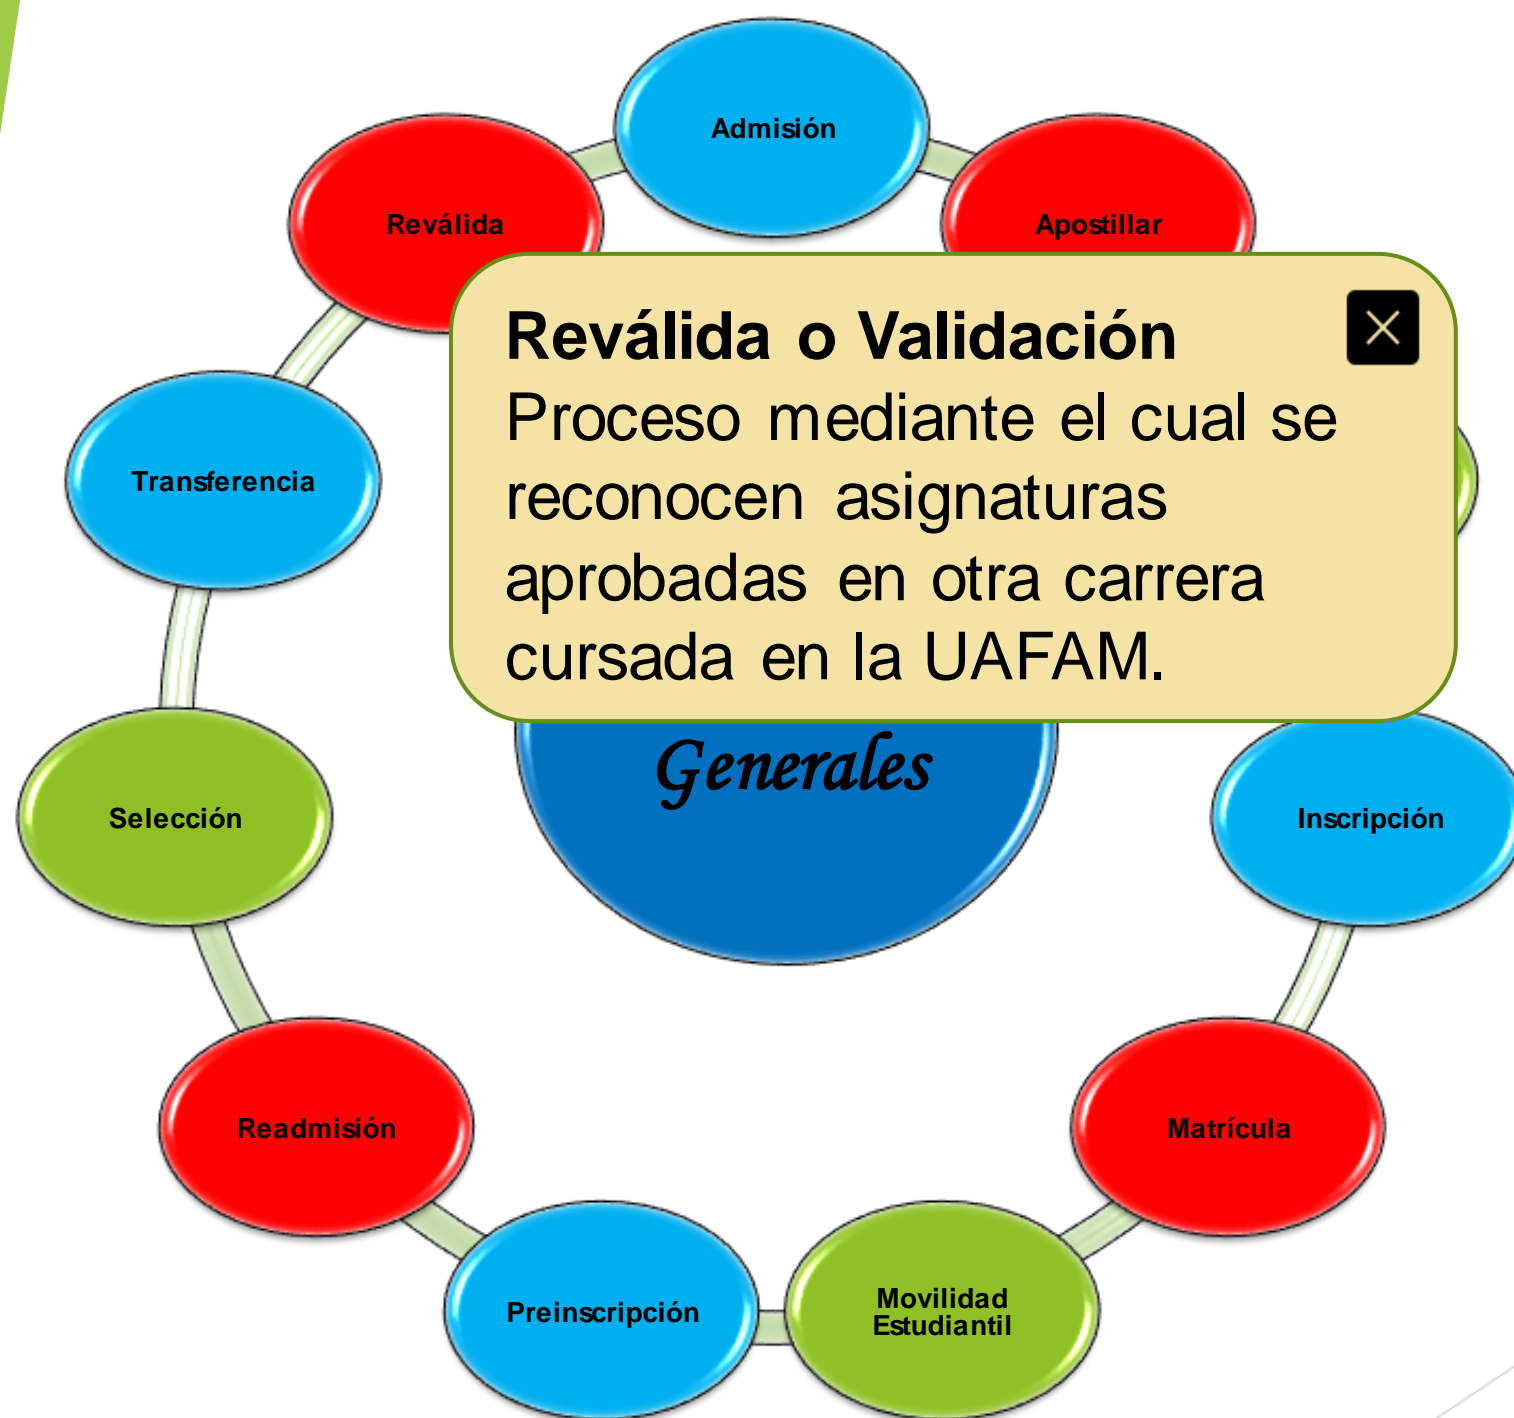 Admisión
Reválida
Apostillar
Reválida o Validación
Proceso mediante el cual se
reconocen asignaturas
aprobadas en otra carrera
cursada en la UAFAM.
Transferencia
Generales
Selección
Inscripción
Readmisión
Matrícula
Preinscripción
Movilidad
Estudiantil